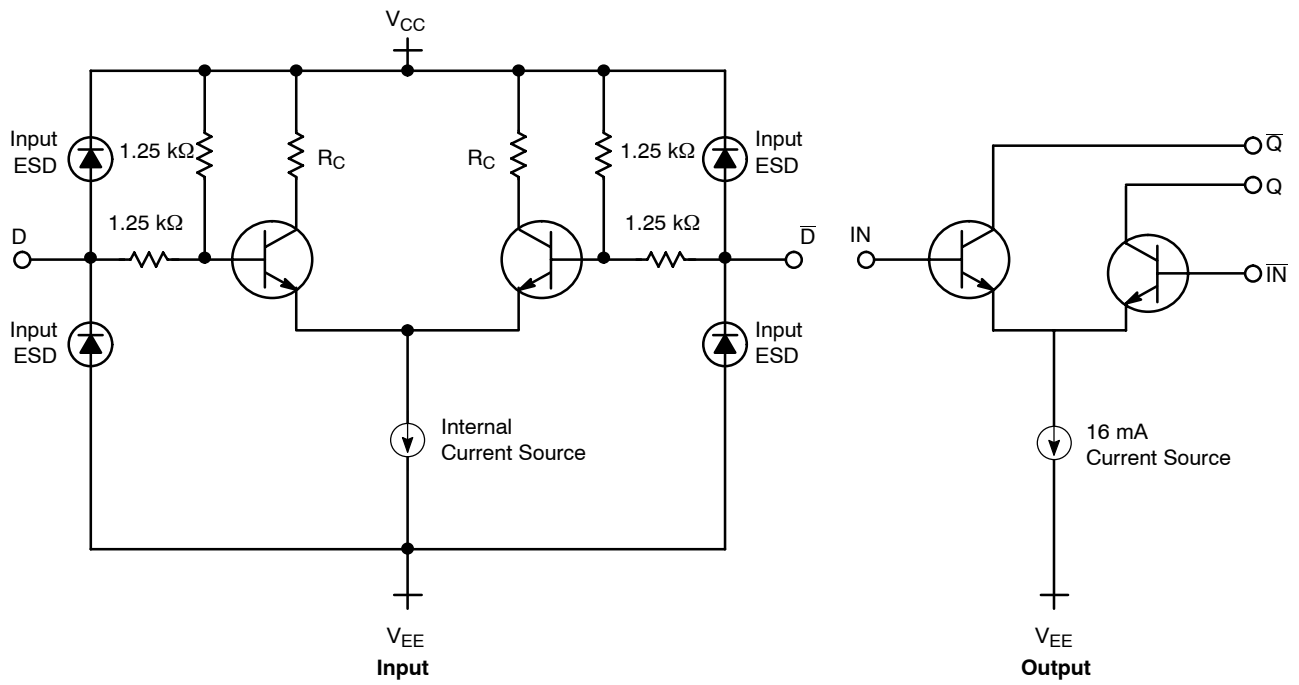 V_CC
Input
ESD
1.25 kΩ
R_C
R_C
1.25 kΩ
Input
ESD
Q̅
Q
D
1.25 kΩ
1.25 kΩ
D̅
IN
I̅N̅
Input
ESD
Input
ESD
Internal
Current Source
16 mA
Current Source
V_EE
Input
V_EE
Output